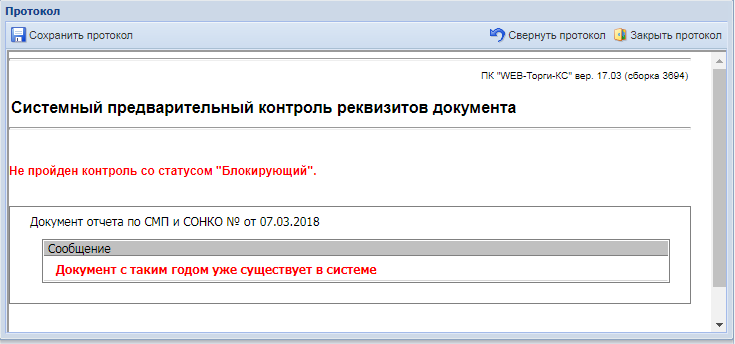 Протокол
Сохранить протокол
Свернуть протокол
Закрыть протокол
ПК "WEB-Торги-КС" вер. 17.03 (сборка 3694)
Системный предварительный контроль реквизитов документа
Не пройден контроль со статусом "Блокирующий".
Документ отчета по СМП и СОНКО № от 07.03.2018
Сообщение
Документ с таким годом уже существует в системе